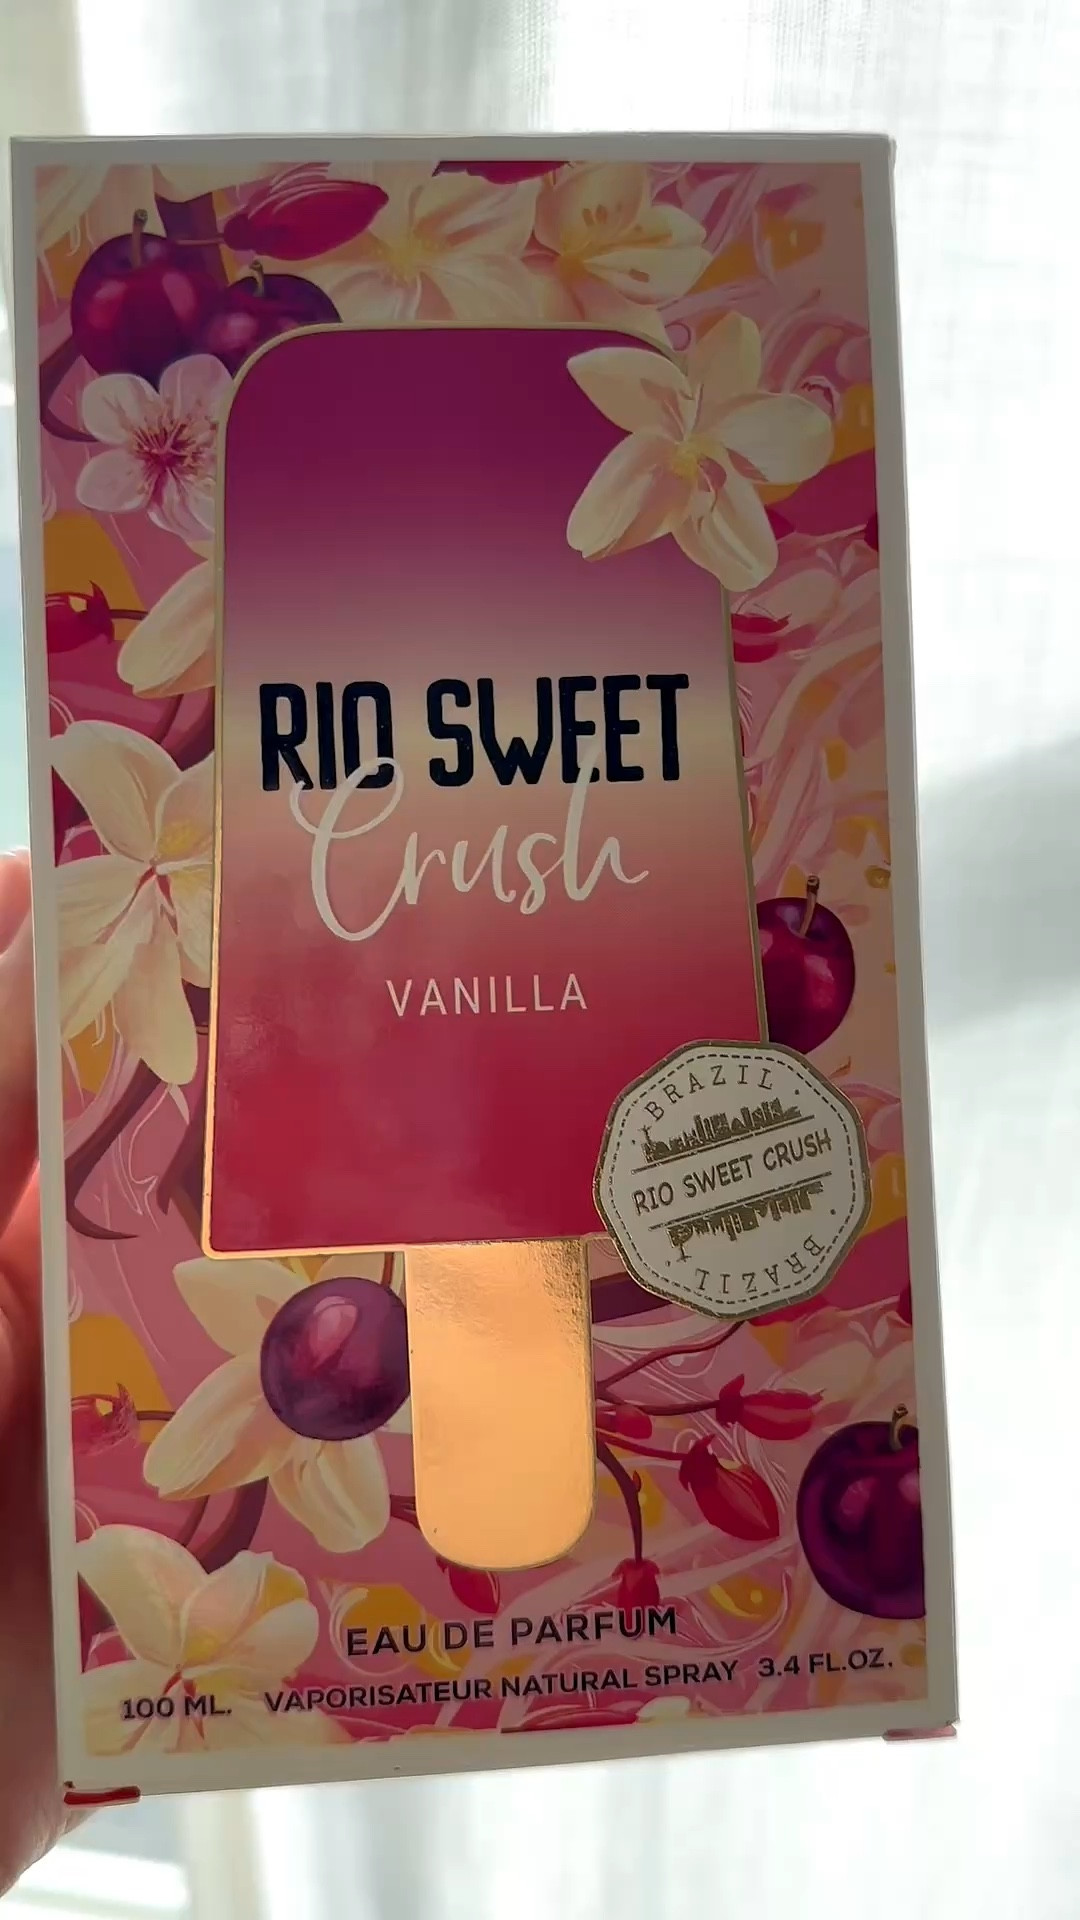 RIO SWEET
Crush
VANILLA
BRAZIL
RIO SWEET CRUSH
BRAZIL
EAU DE PARFUM
100 ML. VAPORISATEUR NATURAL SPRAY 3.4 FL.OZ.